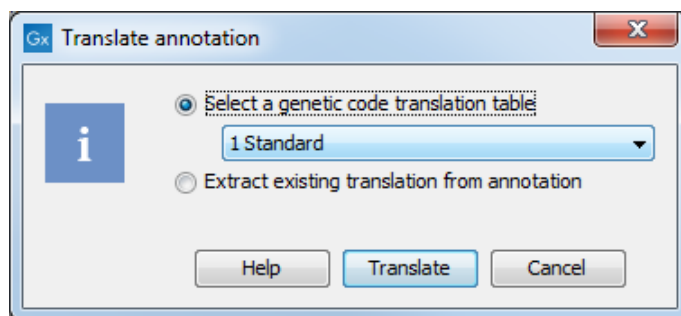 Gx Translate annotation
X
i
Select a genetic code translation table
1 Standard
Extract existing translation from annotation
Help Translate Cancel